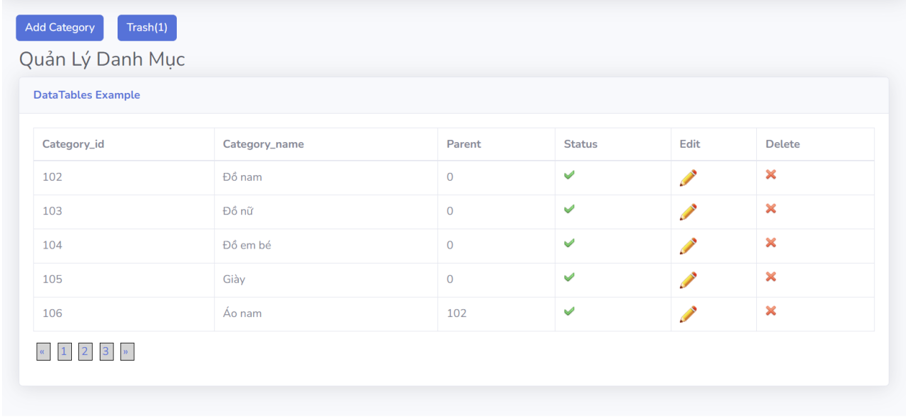 Add Category Trash(1)
Quản Lý Danh Mục
DataTables Example
Category_id Category_name Parent Status Edit Delete
102 Đồ nam 0
103 Đồ nữ 0
104 Đồ em bé 0
105 Giày 0
106 Áo nam 102
« 1 2 3 »